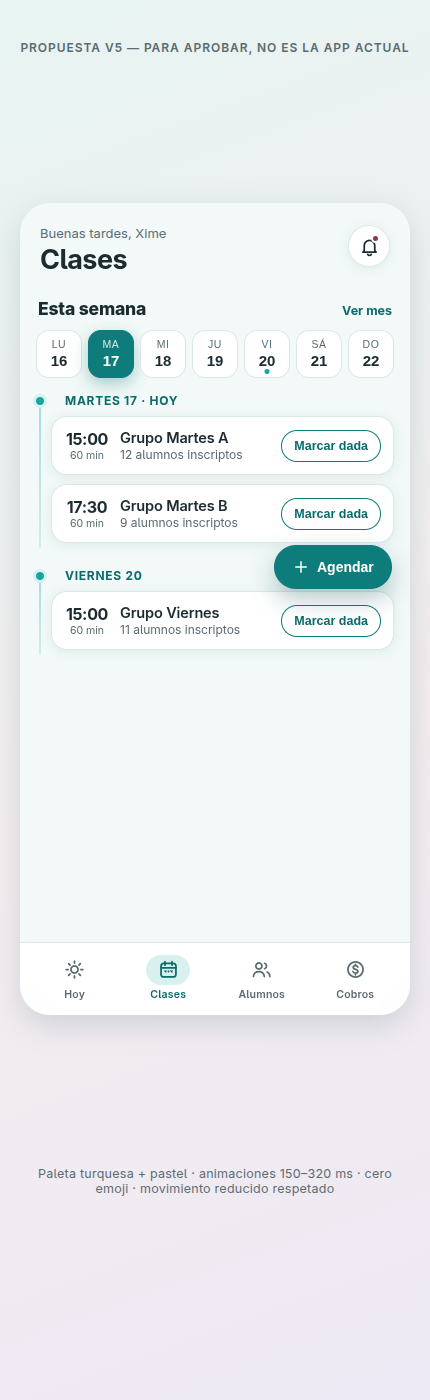 PROPUESTA V5 — PARA APROBAR, NO ES LA APP ACTUAL
Buenas tardes, Xime
Clases
Esta semana
Ver mes
LU
16
MA
17
MI
18
JU
19
VI
20
SÁ
21
DO
22
MARTES 17 · HOY
15:00
60 min
Grupo Martes A
12 alumnos inscriptos
Marcar dada
17:30
60 min
Grupo Martes B
9 alumnos inscriptos
Marcar dada
+ Agendar
VIERNES 20
15:00
60 min
Grupo Viernes
11 alumnos inscriptos
Marcar dada
Hoy
Clases
Alumnos
Cobros
Paleta turquesa + pastel · animaciones 150–320 ms · cero
emoji · movimiento reducido respetado